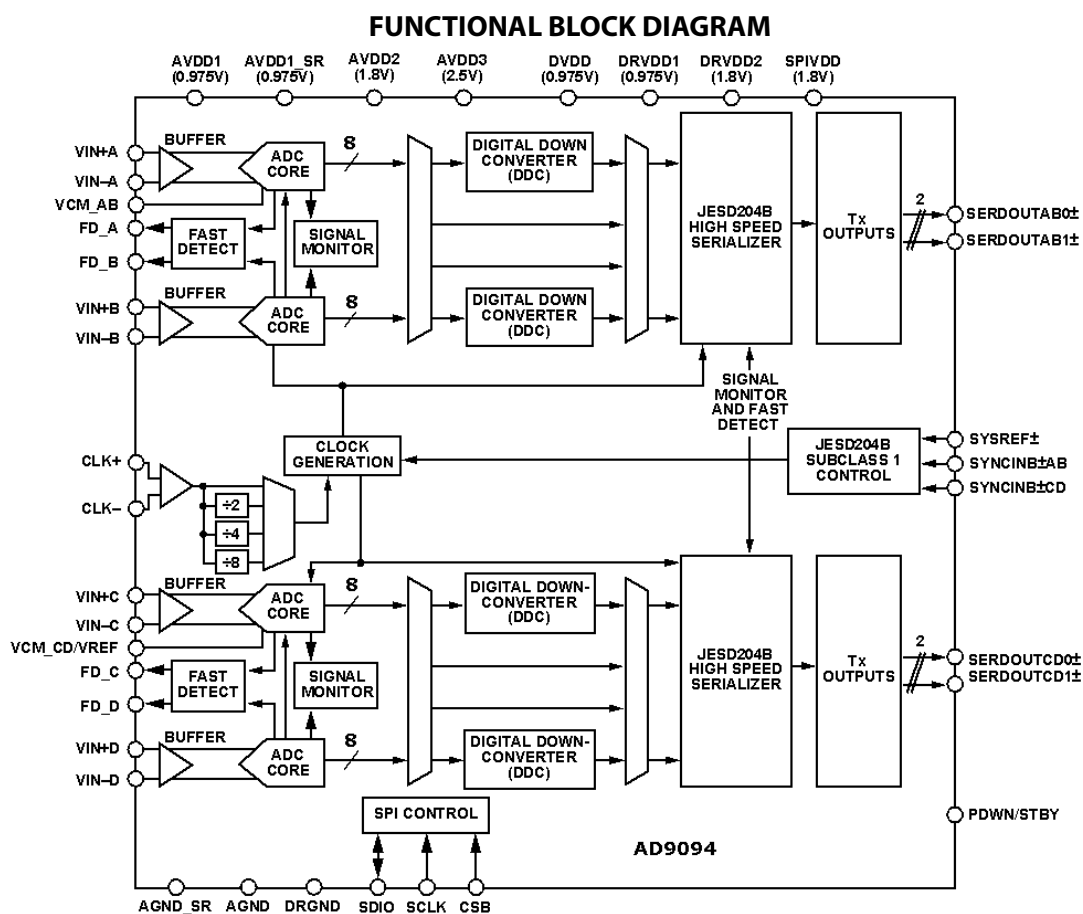 FUNCTIONAL BLOCK DIAGRAM
AVDD1
(0.975V)
AVDD1_SR
(0.975V)
AVDD2
(1.8V)
AVDD3
(2.5V)
DVDD
(0.975V)
DRVDD1
(0.975V)
DRVDD2
(1.8V)
SPIVDD
(1.8V)
VIN+A
VIN–A
VCM_AB
FD_A
FD_B
VIN+B
VIN–B
BUFFER
ADC
CORE
8
FAST
DETECT
SIGNAL
MONITOR
BUFFER
ADC
CORE
8
DIGITAL DOWN
CONVERTER
(DDC)
DIGITAL DOWN
CONVERTER
(DDC)
JESD204B
HIGH SPEED
SERIALIZER
Tx
OUTPUTS
2
SERDOUTAB0±
SERDOUTAB1±
SIGNAL
MONITOR
AND FAST
DETECT
CLK+
CLK–
÷2
÷4
÷8
CLOCK
GENERATION
JESD204B
SUBCLASS 1
CONTROL
SYSREF±
SYNCINB±AB
SYNCINB±CD
VIN+C
VIN–C
VCM_CD/VREF
FD_C
FD_D
VIN+D
VIN–D
BUFFER
ADC
CORE
8
FAST
DETECT
SIGNAL
MONITOR
BUFFER
ADC
CORE
8
DIGITAL DOWN-
CONVERTER
(DDC)
DIGITAL DOWN-
CONVERTER
(DDC)
JESD204B
HIGH SPEED
SERIALIZER
Tx
OUTPUTS
2
SERDOUTCD0±
SERDOUTCD1±
SPI CONTROL
PDWN/STBY
AD9094
AGND_SR
AGND
DRGND
SDIO
SCLK
CSB